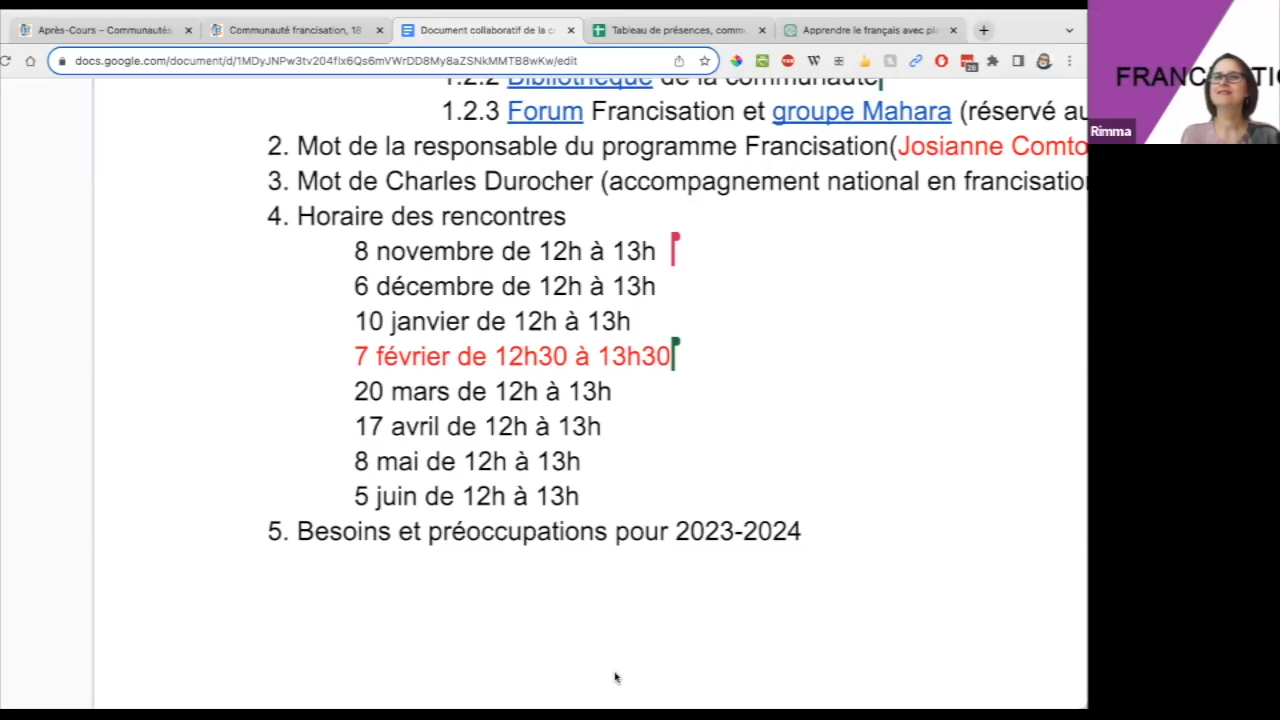 Après-Cours – Communautés
Communauté francisation, 18
Document collaboratif de la c
Tableau de présences, comm
Apprendre le français avec pl
docs.google.com/document/d/1MDyJNPw3tv204fIx6Qs6mVWrDD8My8aZSNkMMTB8wKw/edit
28
1.2.2 Bibliothèque de la communauté
1.2.3 Forum Francisation et groupe Mahara (réservé au
2. Mot de la responsable du programme Francisation(Josianne Comto
3. Mot de Charles Durocher (accompagnement national en francisation
4. Horaire des rencontres
8 novembre de 12h à 13h
6 décembre de 12h à 13h
10 janvier de 12h à 13h
7 février de 12h30 à 13h30
20 mars de 12h à 13h
17 avril de 12h à 13h
8 mai de 12h à 13h
5 juin de 12h à 13h
5. Besoins et préoccupations pour 2023-2024
Rimma